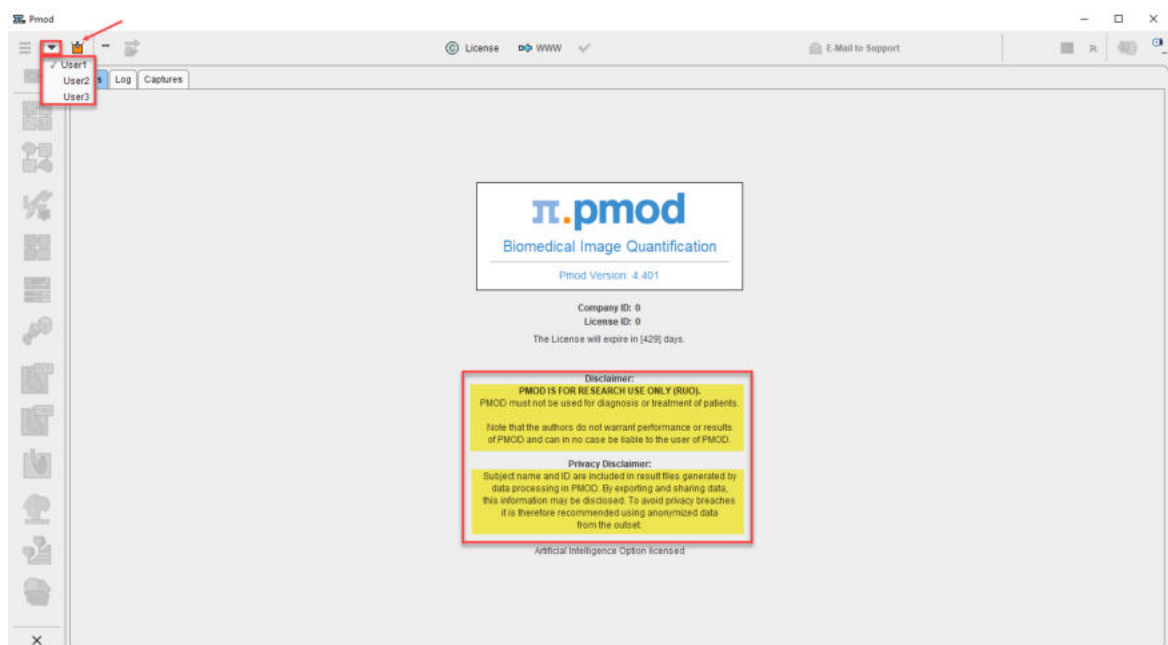 Pmod
License
WWW
E-Mail to Support
R
User1
User2
User3
s
Log
Captures
π.pmod
Biomedical Image Quantification
Pmod Version: 4.401
Company ID: 0
License ID: 0
The License will expire in [429] days.
Disclaimer:
PMOD IS FOR RESEARCH USE ONLY (RUO).
PMOD must not be used for diagnosis or treatment of patients.
Note that the authors do not warrant performance or results
of PMOD and can in no case be liable to the user of PMOD.
Privacy Disclaimer:
Subject name and ID are included in result files generated by
data processing in PMOD. By exporting and sharing data,
this information may be disclosed. To avoid privacy breaches
it is therefore recommended using anonymized data
from the outset.
Artificial Intelligence Option licensed